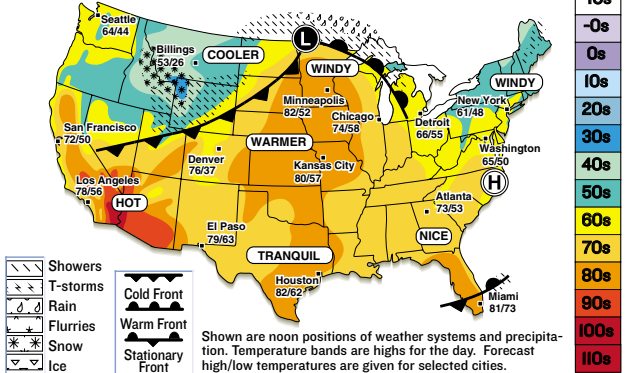 Seattle
64/44
Billings
53/26
COOLER
L
WINDY
Minneapolis
82/52
Chicago
74/58
Detroit
66/55
New York
61/48
WINDY
Washington
65/50
H
San Francisco
72/50
Denver
76/37
WARMER
Kansas City
80/57
Los Angeles
78/56
HOT
El Paso
79/63
Atlanta
73/53
NICE
TRANQUIL
Houston
82/62
Miami
81/73
Showers
T-storms
Rain
Flurries
Snow
Ice
Cold Front
Warm Front
Stationary
Front
Shown are noon positions of weather systems and precipita-
tion. Temperature bands are highs for the day. Forecast
high/low temperatures are given for selected cities.
-0s
0s
10s
20s
30s
40s
50s
60s
70s
80s
90s
100s
110s